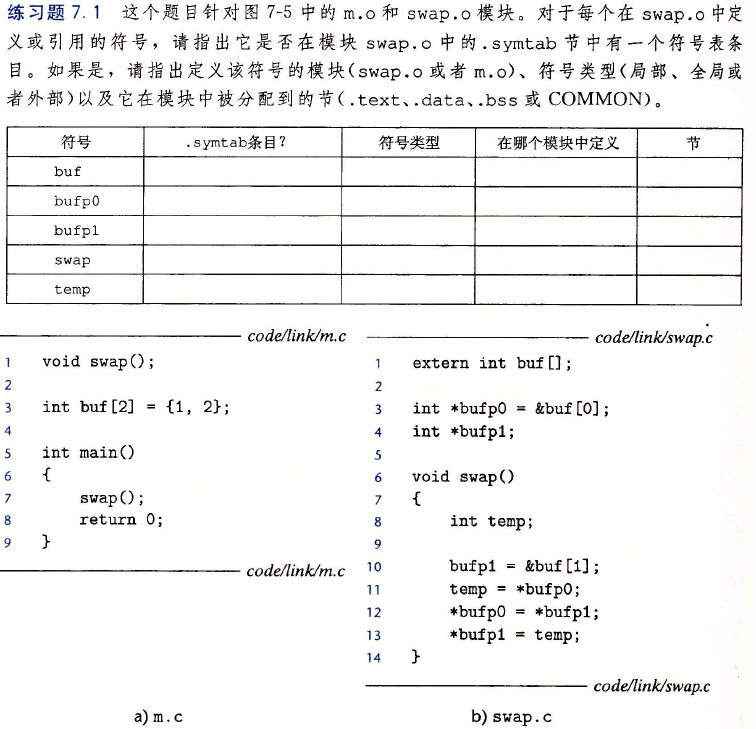 练习题 7.1 这个题目针对图 7-5 中的 m.o 和 swap.o 模块。对于每个在 swap.o 中定
义或引用的符号，请指出它是否在模块 swap.o 中的.symtab 节中有一个符号表条
目。如果是，请指出定义该符号的模块(swap.o 或者 m.o)、符号类型(局部、全局或
者外部)以及它在模块中被分配到的节(.text、.data、.bss 或 COMMON)。
符号 .symtab条目? 符号类型 在哪个模块中定义 节
buf
bufp0
bufp1
swap
temp
code/link/m.c
1 void swap();
2
3 int buf[2] = {1, 2};
4
5 int main()
6 {
7 swap();
8 return 0;
9 }
code/link/m.c
a) m.c
code/link/swap.c
1 extern int buf[];
2
3 int *bufp0 = &buf[0];
4 int *bufp1;
5
6 void swap()
7 {
8 int temp;
9
10 bufp1 = &buf[1];
11 temp = *bufp0;
12 *bufp0 = *bufp1;
13 *bufp1 = temp;
14 }
code/link/swap.c
b) swap.c